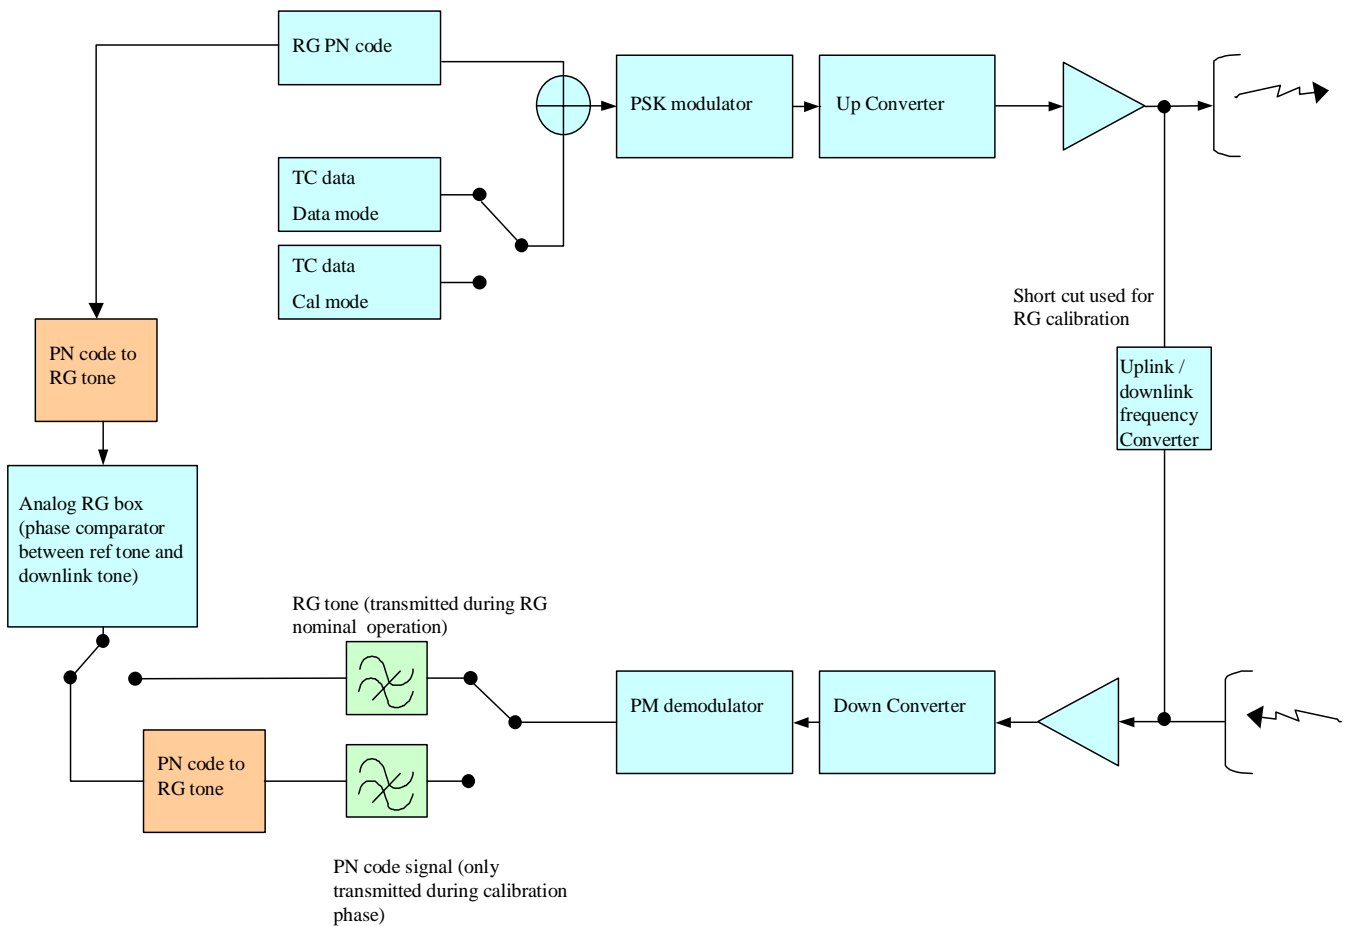 RG PN code
PSK modulator
Up Converter
TC data
Data mode
TC data
Cal mode
Short cut used for
RG calibration
PN code to
RG tone
Uplink /
downlink
frequency
Converter
Analog RG box
(phase comparator
between ref tone and
downlink tone)
RG tone (transmitted during RG
nominal operation)
PM demodulator
Down Converter
PN code to
RG tone
PN code signal (only
transmitted during calibration
phase)